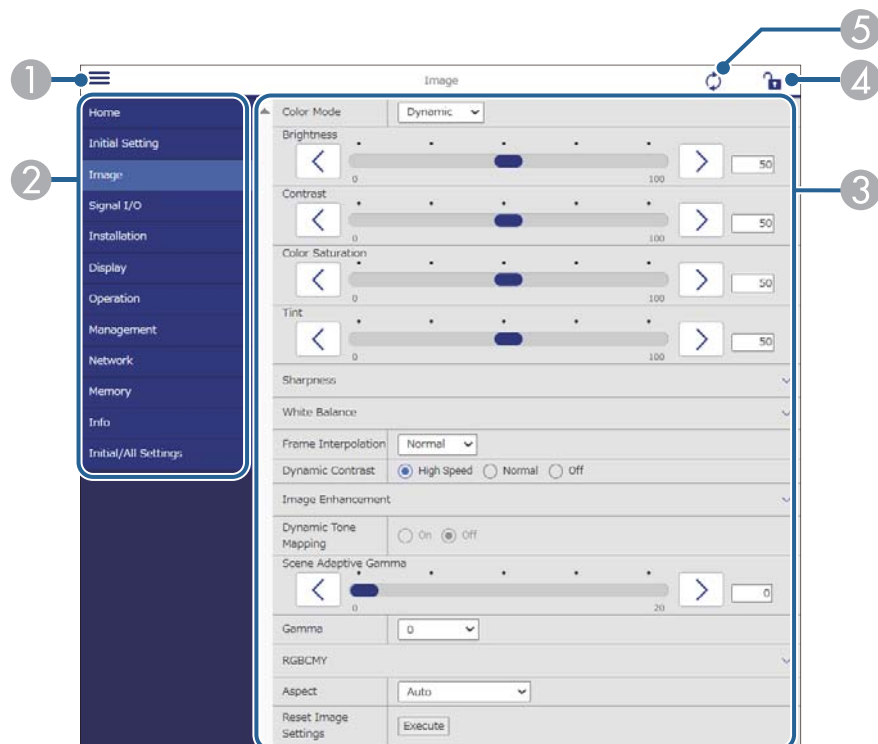 5
1
Image
4
Home
Color Mode
Dynamic
Initial Setting
Brightness
0
100
50
2
Image
3
Signal I/O
Contrast
0
100
50
Installation
Color Saturation
Display
0
100
50
Operation
Tint
Management
0
100
50
Network
Sharpness
Memory
White Balance
Info
Frame Interpolation
Normal
Initial/All Settings
Dynamic Contrast
High Speed
Normal
Off
Image Enhancement
Dynamic Tone
Mapping
On
Off
Scene Adaptive Gamma
0
20
0
Gamma
0
RGBCMY
Aspect
Auto
Reset Image
Settings
Execute